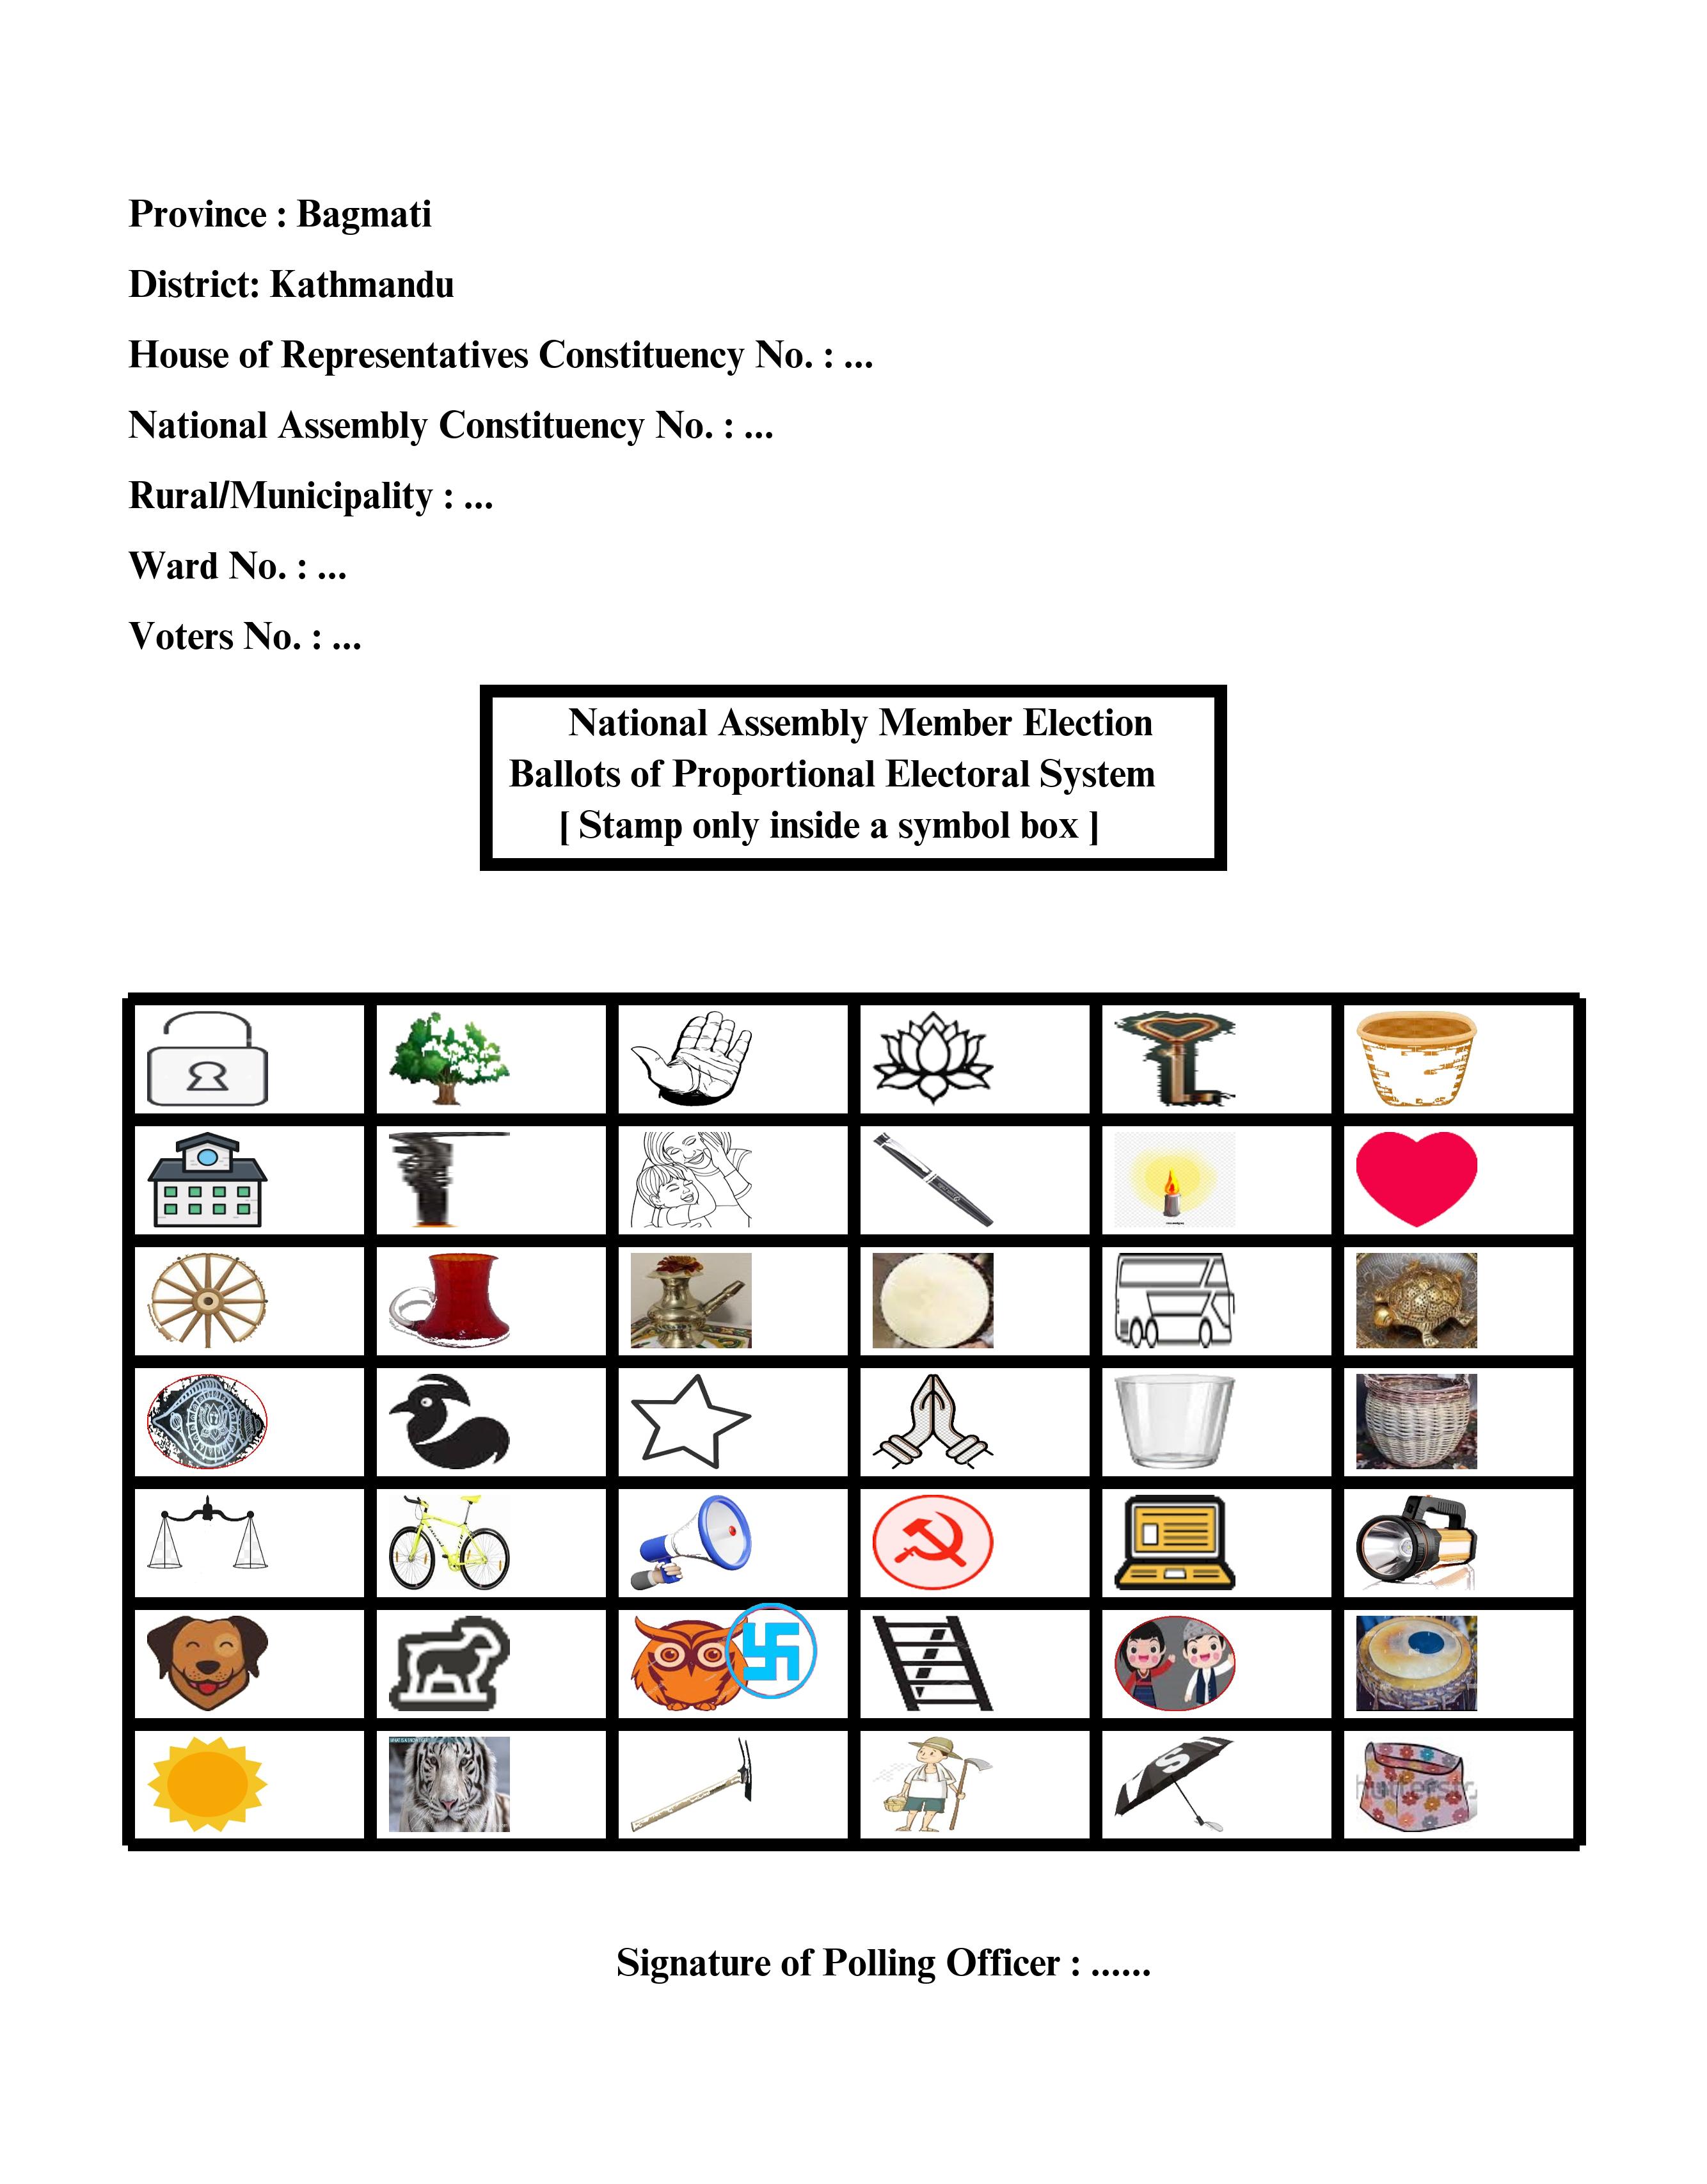 Province : Bagmati
District: Kathmandu
House of Representatives Constituency No. : ...
National Assembly Constituency No. : ...
Rural/Municipality : ...
Ward No. : ...
Voters No. : ...
National Assembly Member Election
Ballots of Proportional Electoral System
[ Stamp only inside a symbol box ]
Signature of Polling Officer : ......